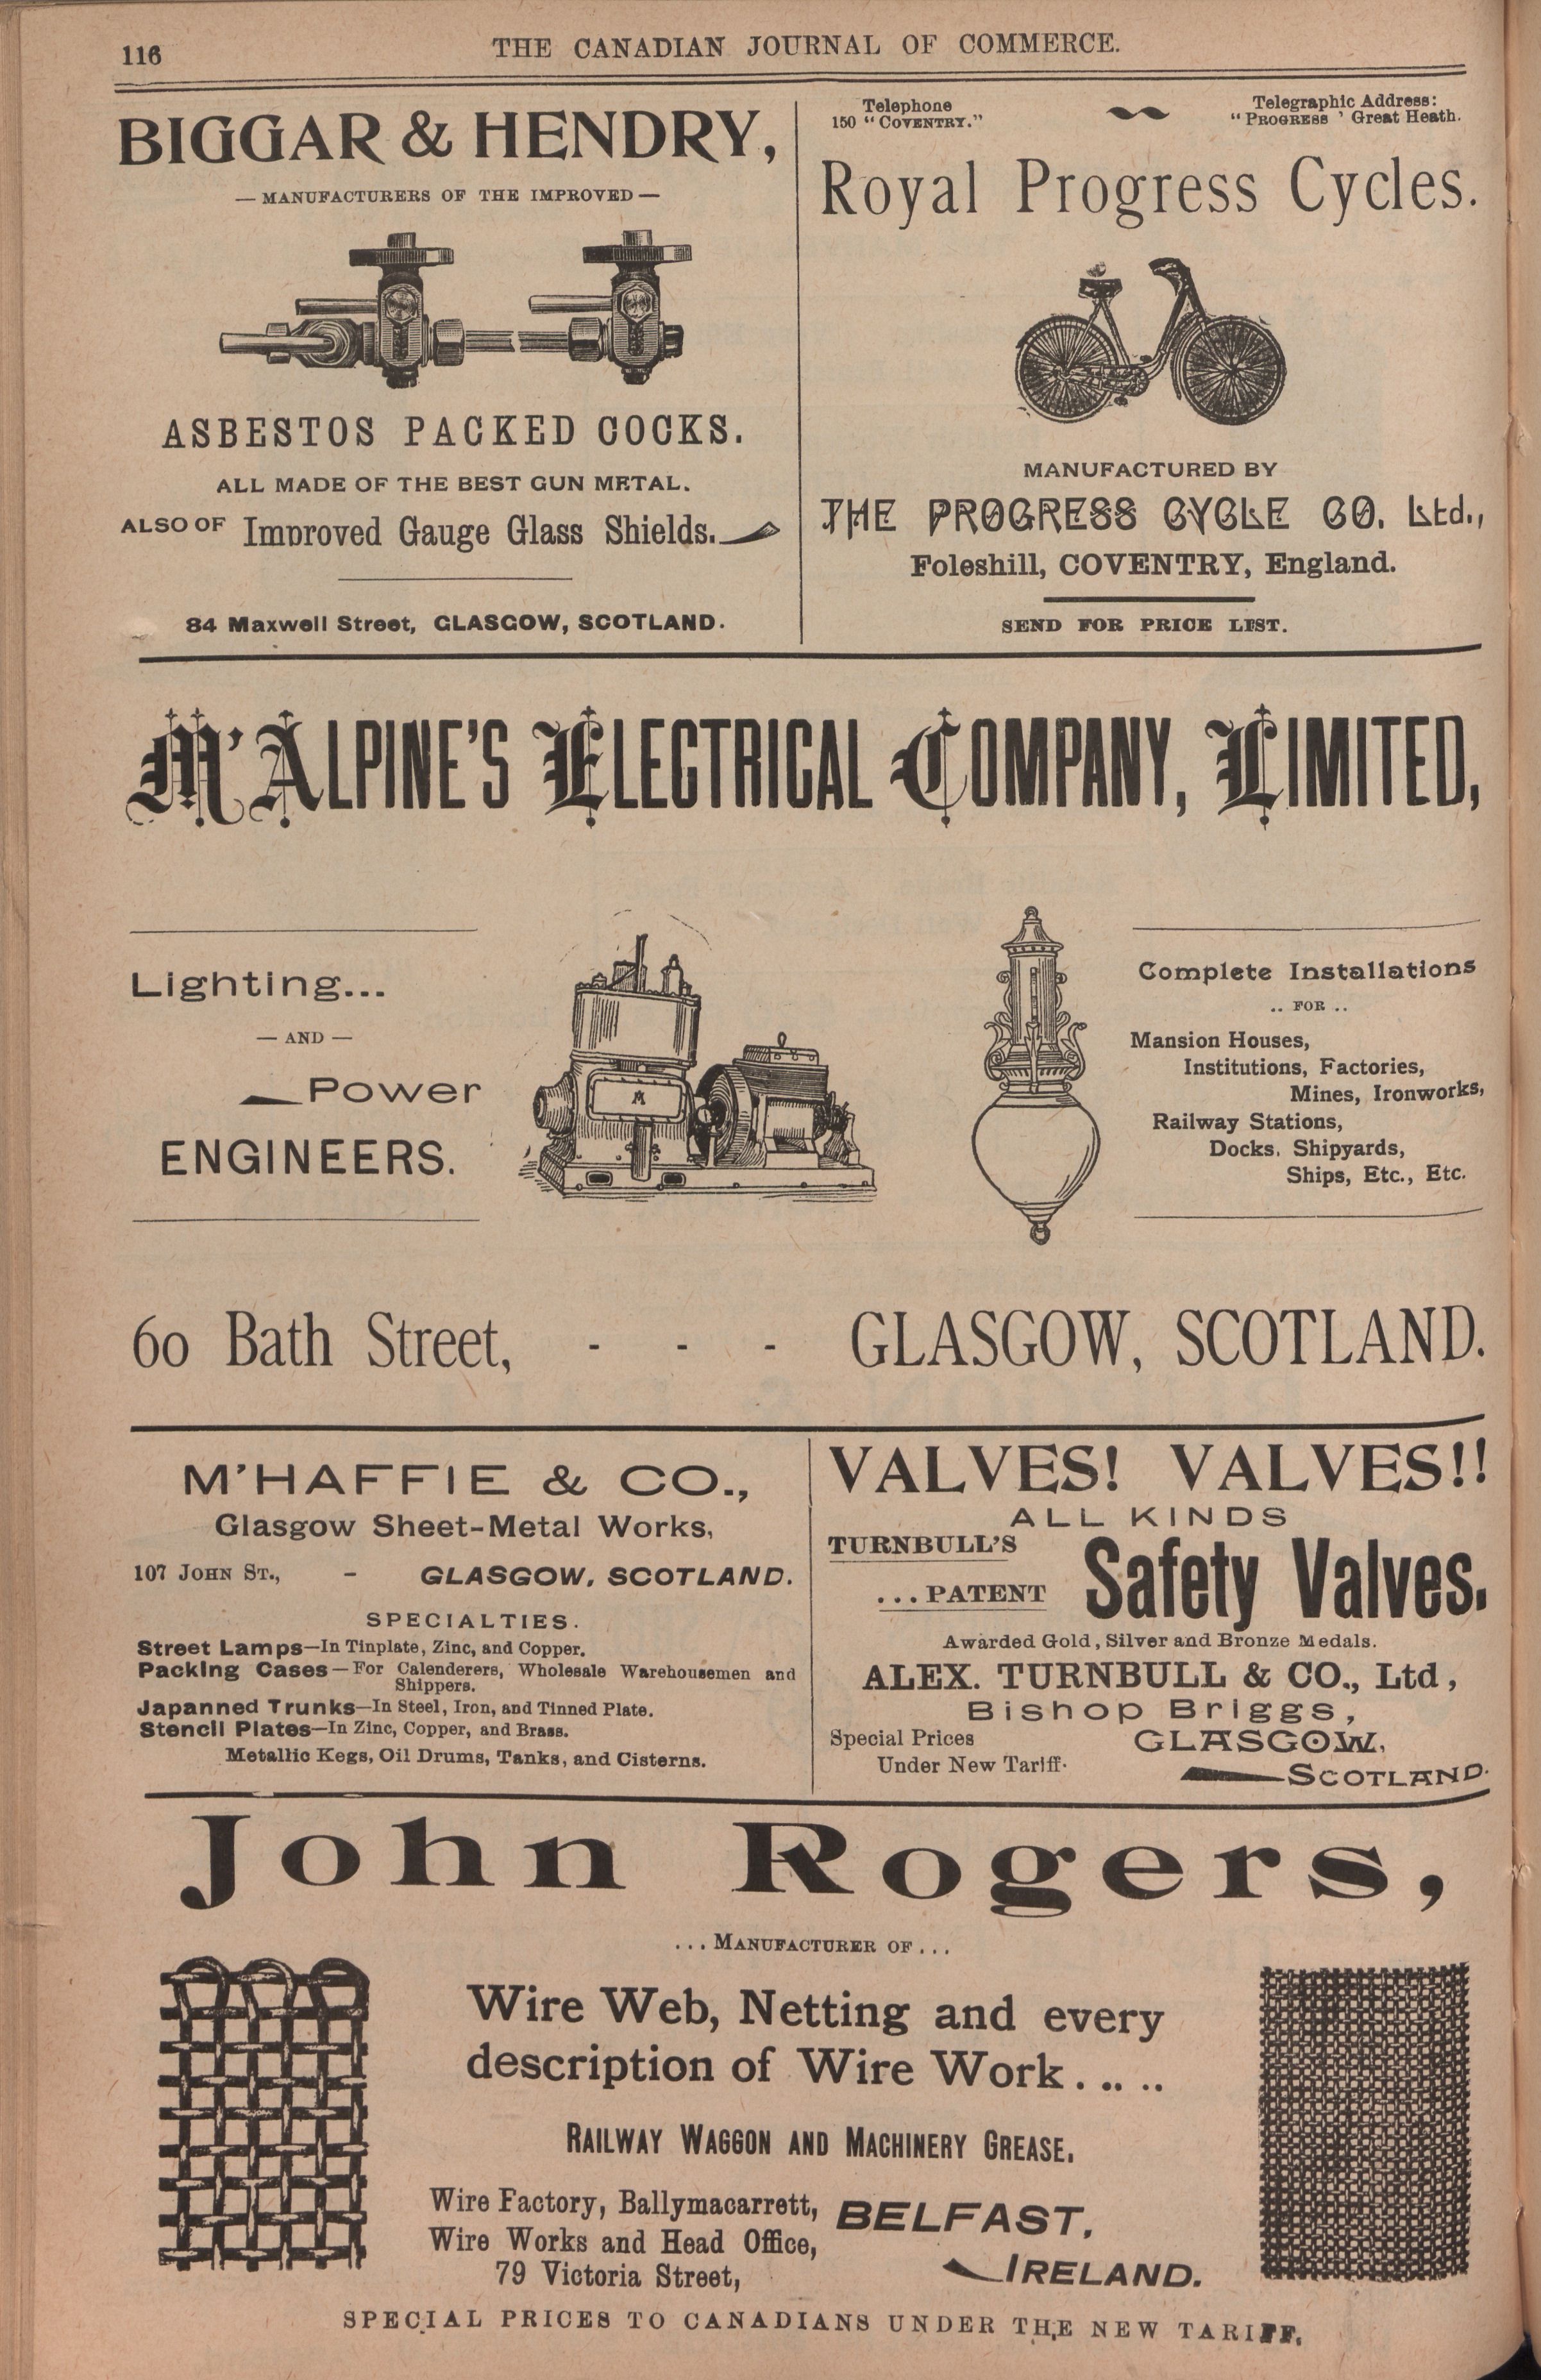 116
THE CANADIAN JOURNAL OF COMMERCE.
BIGGAR & HENDRY,
— MANUFACTURERS OF THE IMPROVED —
ASBESTOS PACKED COCKS.
ALL MADE OF THE BEST GUN METAL.
ALSO OF Improved Gauge Glass Shields.
84 Maxwell Street, GLASGOW, SCOTLAND.
Telephone
150 "COVENTRY."
Telegraphic Address:
"PROGRESS' Great Heath.
Royal Progress Cycles.
MANUFACTURED BY
THE PROGRESS CYCLE CO. Ltd.,
Foleshill, COVENTRY, England.
SEND FOR PRICE LIST.
M'ALPINE'S ELECTRICAL COMPANY, LIMITED,
Lighting...
— AND —
Power
ENGINEERS.
Complete Installations
.. FOR ..
Mansion Houses,
Institutions, Factories,
Mines, Ironworks,
Railway Stations,
Docks. Shipyards,
Ships, Etc., Etc.
60 Bath Street, - - - GLASGOW, SCOTLAND.
M'HAFFIE & CO.,
Glasgow Sheet-Metal Works,
107 JOHN ST., - GLASGOW, SCOTLAND.
SPECIALTIES.
Street Lamps—In Tinplate, Zinc, and Copper.
Packing Cases—For Calenderers, Wholesale Warehousemen and
Shippers.
Japanned Trunks—In Steel, Iron, and Tinned Plate.
Stencil Plates—In Zinc, Copper, and Brass.
Metallic Kegs, Oil Drums, Tanks, and Cisterns.
VALVES! VALVES!!
ALL KINDS
TURNBULL'S
...PATENT Safety Valves.
Awarded Gold, Silver and Bronze Medals.
ALEX. TURNBULL & CO., Ltd,
Bishop Briggs,
Special Prices
Under New Tariff.
GLASGOW,
SCOTLAND.
John Rogers,
...MANUFACTURER OF...
Wire Web, Netting and every
description of Wire Work. .. ..
RAILWAY WAGGON AND MACHINERY GREASE.
Wire Factory, Ballymacarrett,
Wire Works and Head Office,
79 Victoria Street,
BELFAST,
IRELAND.
SPECIAL PRICES TO CANADIANS UNDER THE NEW TARIFF.